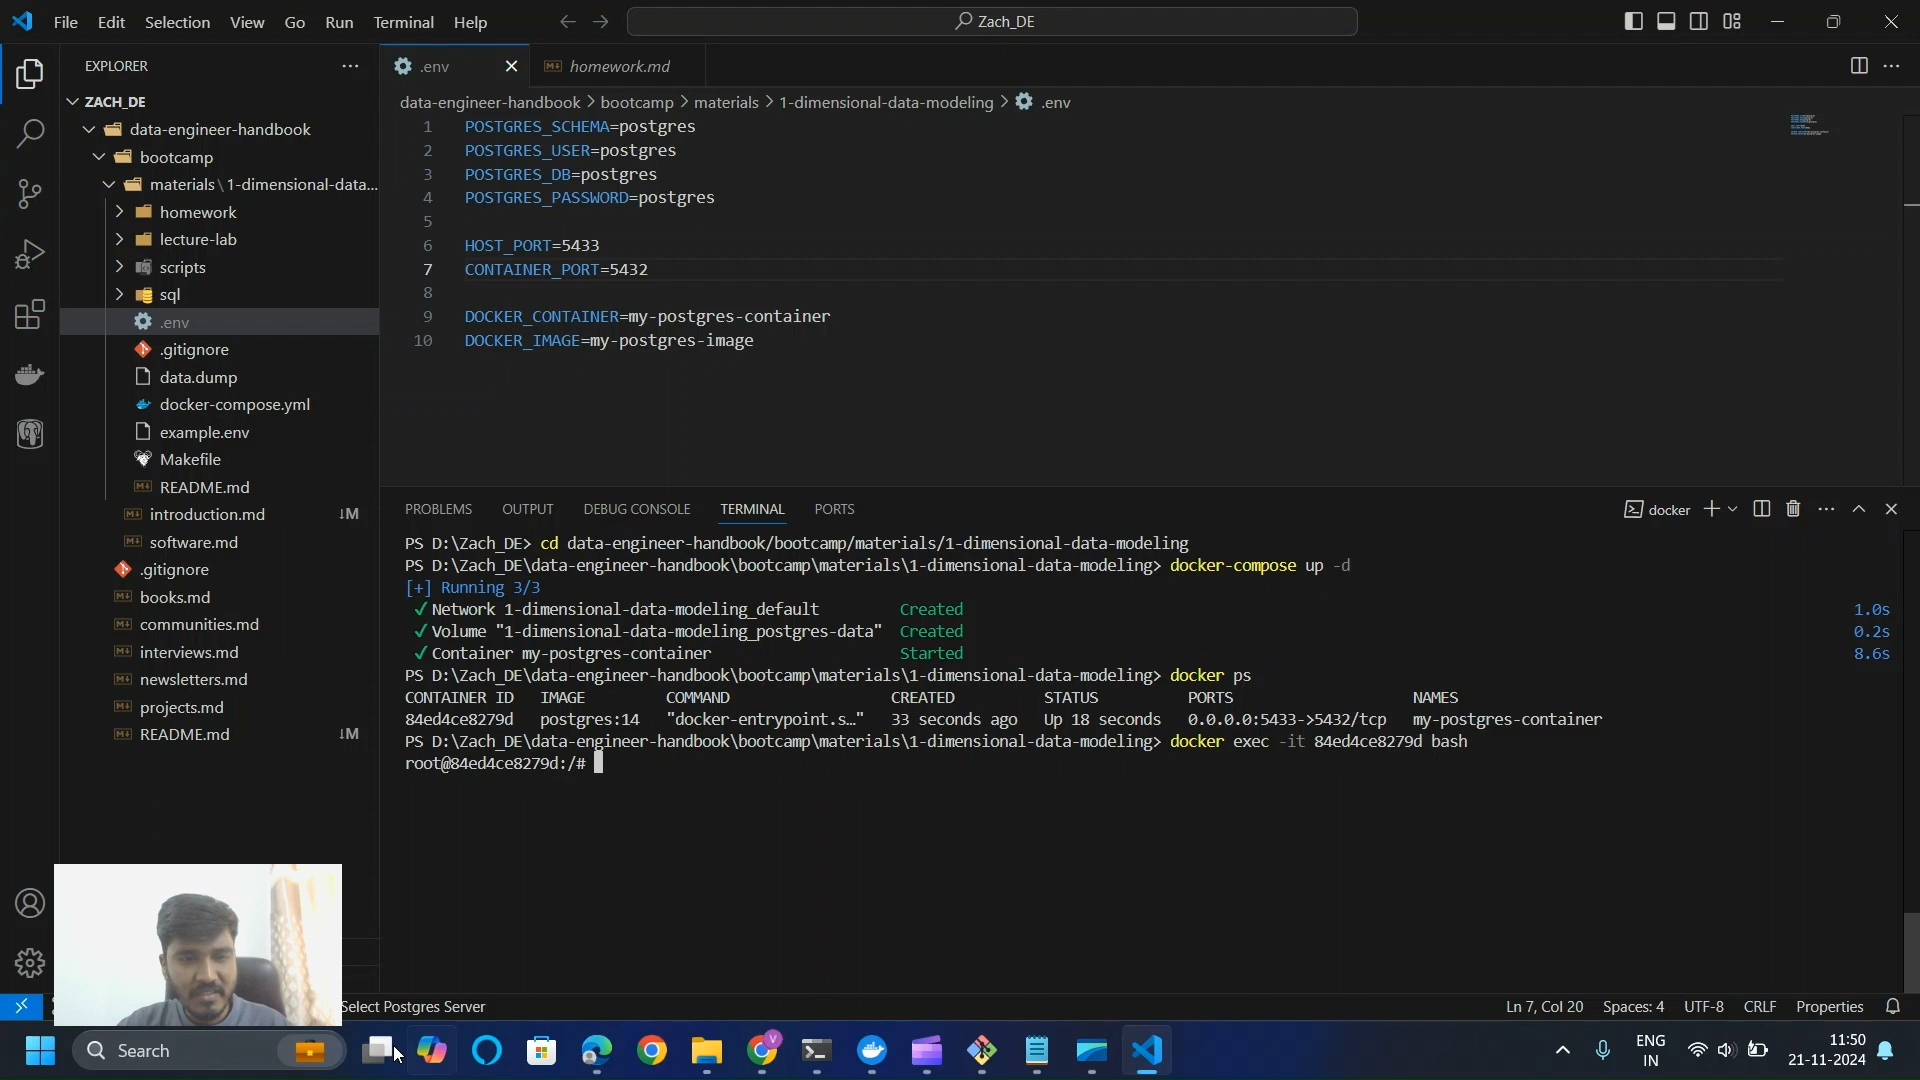 File Edit Selection View Go Run Terminal Help
Zach_DE
EXPLORER
ZACH_DE
data-engineer-handbook
bootcamp
materials \ 1-dimensional-data...
homework
lecture-lab
scripts
sql
.env
.gitignore
data.dump
docker-compose.yml
example.env
Makefile
README.md
introduction.md ↓M
software.md
.gitignore
books.md
communities.md
interviews.md
newsletters.md
projects.md
README.md ↓M
.env
homework.md
data-engineer-handbook > bootcamp > materials > 1-dimensional-data-modeling > .env
1 POSTGRES_SCHEMA=postgres
2 POSTGRES_USER=postgres
3 POSTGRES_DB=postgres
4 POSTGRES_PASSWORD=postgres
5
6 HOST_PORT=5433
7 CONTAINER_PORT=5432
8
9 DOCKER_CONTAINER=my-postgres-container
10 DOCKER_IMAGE=my-postgres-image
PROBLEMS OUTPUT DEBUG CONSOLE TERMINAL PORTS
docker
PS D:\Zach_DE> cd data-engineer-handbook/bootcamp/materials/1-dimensional-data-modeling
PS D:\Zach_DE\data-engineer-handbook\bootcamp\materials\1-dimensional-data-modeling> docker-compose up -d
[+] Running 3/3
✓ Network 1-dimensional-data-modeling_default Created 1.0s
✓ Volume "1-dimensional-data-modeling_postgres-data" Created 0.2s
✓ Container my-postgres-container Started 8.6s
PS D:\Zach_DE\data-engineer-handbook\bootcamp\materials\1-dimensional-data-modeling> docker ps
CONTAINER ID IMAGE COMMAND CREATED STATUS PORTS NAMES
84ed4ce8279d postgres:14 "docker-entrypoint.s…" 33 seconds ago Up 18 seconds 0.0.0.0:5433->5432/tcp my-postgres-container
PS D:\Zach_DE\data-engineer-handbook\bootcamp\materials\1-dimensional-data-modeling> docker exec -it 84ed4ce8279d bash
root@84ed4ce8279d:/#
Select Postgres Server
Ln 7, Col 20 Spaces: 4 UTF-8 CRLF Properties
Search
V
ENG
IN
11:50
21-11-2024